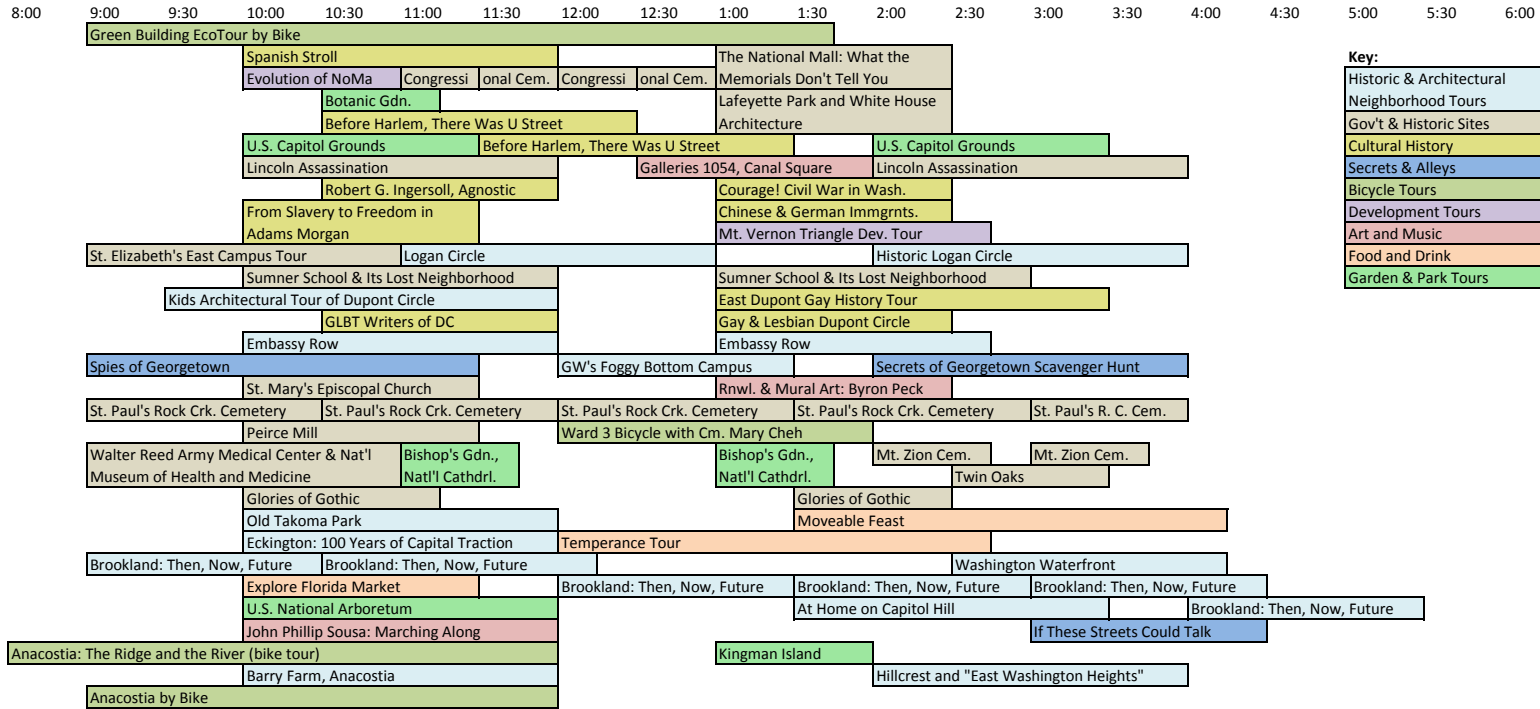 8:00 9:00 9:30 10:00 10:30 11:00 11:30 12:00 12:30 1:00 1:30 2:00 2:30 3:00 3:30 4:00 4:30 5:00 5:30 6:00
Green Building EcoTour by Bike
Spanish Stroll The National Mall: What the Key:
Evolution of NoMa Congressi onal Cem. Congressi onal Cem. Memorials Don't Tell You Historic & Architectural
Botanic Gdn. Lafeyette Park and White House Neighborhood Tours
Before Harlem, There Was U Street Architecture Gov't & Historic Sites
U.S. Capitol Grounds Before Harlem, There Was U Street U.S. Capitol Grounds Cultural History
Lincoln Assassination Galleries 1054, Canal Square Lincoln Assassination Secrets & Alleys
Robert G. Ingersoll, Agnostic Courage! Civil War in Wash. Bicycle Tours
From Slavery to Freedom in Chinese & German Immgrnts. Development Tours
Adams Morgan Mt. Vernon Triangle Dev. Tour Art and Music
St. Elizabeth's East Campus Tour Logan Circle Historic Logan Circle Food and Drink
Sumner School & Its Lost Neighborhood Sumner School & Its Lost Neighborhood Garden & Park Tours
Kids Architectural Tour of Dupont Circle East Dupont Gay History Tour
GLBT Writers of DC Gay & Lesbian Dupont Circle
Embassy Row Embassy Row
Spies of Georgetown GW's Foggy Bottom Campus Secrets of Georgetown Scavenger Hunt
St. Mary's Episcopal Church Rnwl. & Mural Art: Byron Peck
St. Paul's Rock Crk. Cemetery St. Paul's Rock Crk. Cemetery St. Paul's Rock Crk. Cemetery St. Paul's Rock Crk. Cemetery St. Paul's R. C. Cem.
Peirce Mill Ward 3 Bicycle with Cm. Mary Cheh
Walter Reed Army Medical Center & Nat'l Bishop's Gdn., Bishop's Gdn., Mt. Zion Cem. Mt. Zion Cem.
Museum of Health and Medicine Natl'l Cathdrl. Natl'l Cathdrl. Twin Oaks
Glories of Gothic Glories of Gothic
Old Takoma Park Moveable Feast
Eckington: 100 Years of Capital Traction Temperance Tour
Brookland: Then, Now, Future Brookland: Then, Now, Future Washington Waterfront
Explore Florida Market Brookland: Then, Now, Future Brookland: Then, Now, Future Brookland: Then, Now, Future
U.S. National Arboretum At Home on Capitol Hill Brookland: Then, Now, Future
John Phillip Sousa: Marching Along If These Streets Could Talk
Anacostia: The Ridge and the River (bike tour) Kingman Island
Barry Farm, Anacostia Hillcrest and "East Washington Heights"
Anacostia by Bike